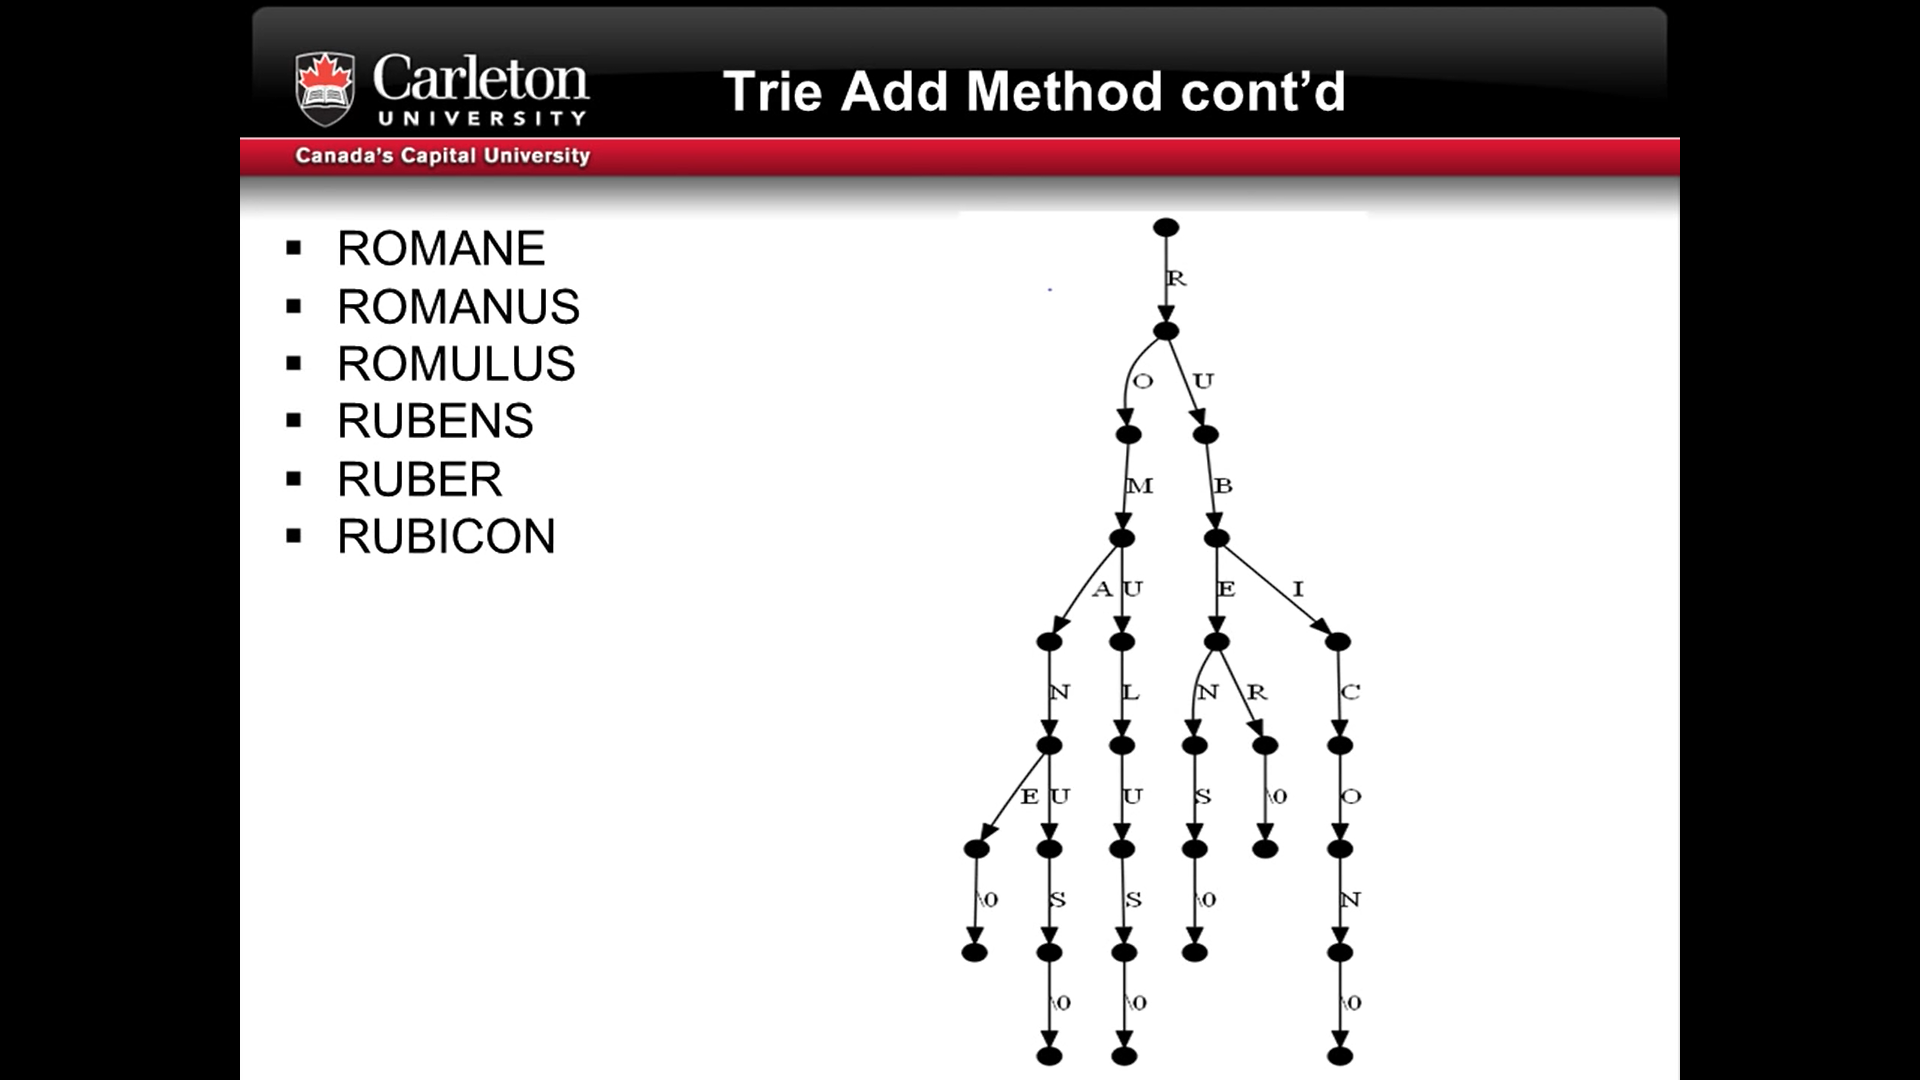 Carleton
UNIVERSITY
Canada's Capital University
Trie Add Method cont’d
▪ ROMANE
▪ ROMANUS
▪ ROMULUS
▪ RUBENS
▪ RUBER
▪ RUBICON
R
O U
M B
A U E I
N L N R C
E U U S \0 O
\0 S S \0 N
\0 \0 \0